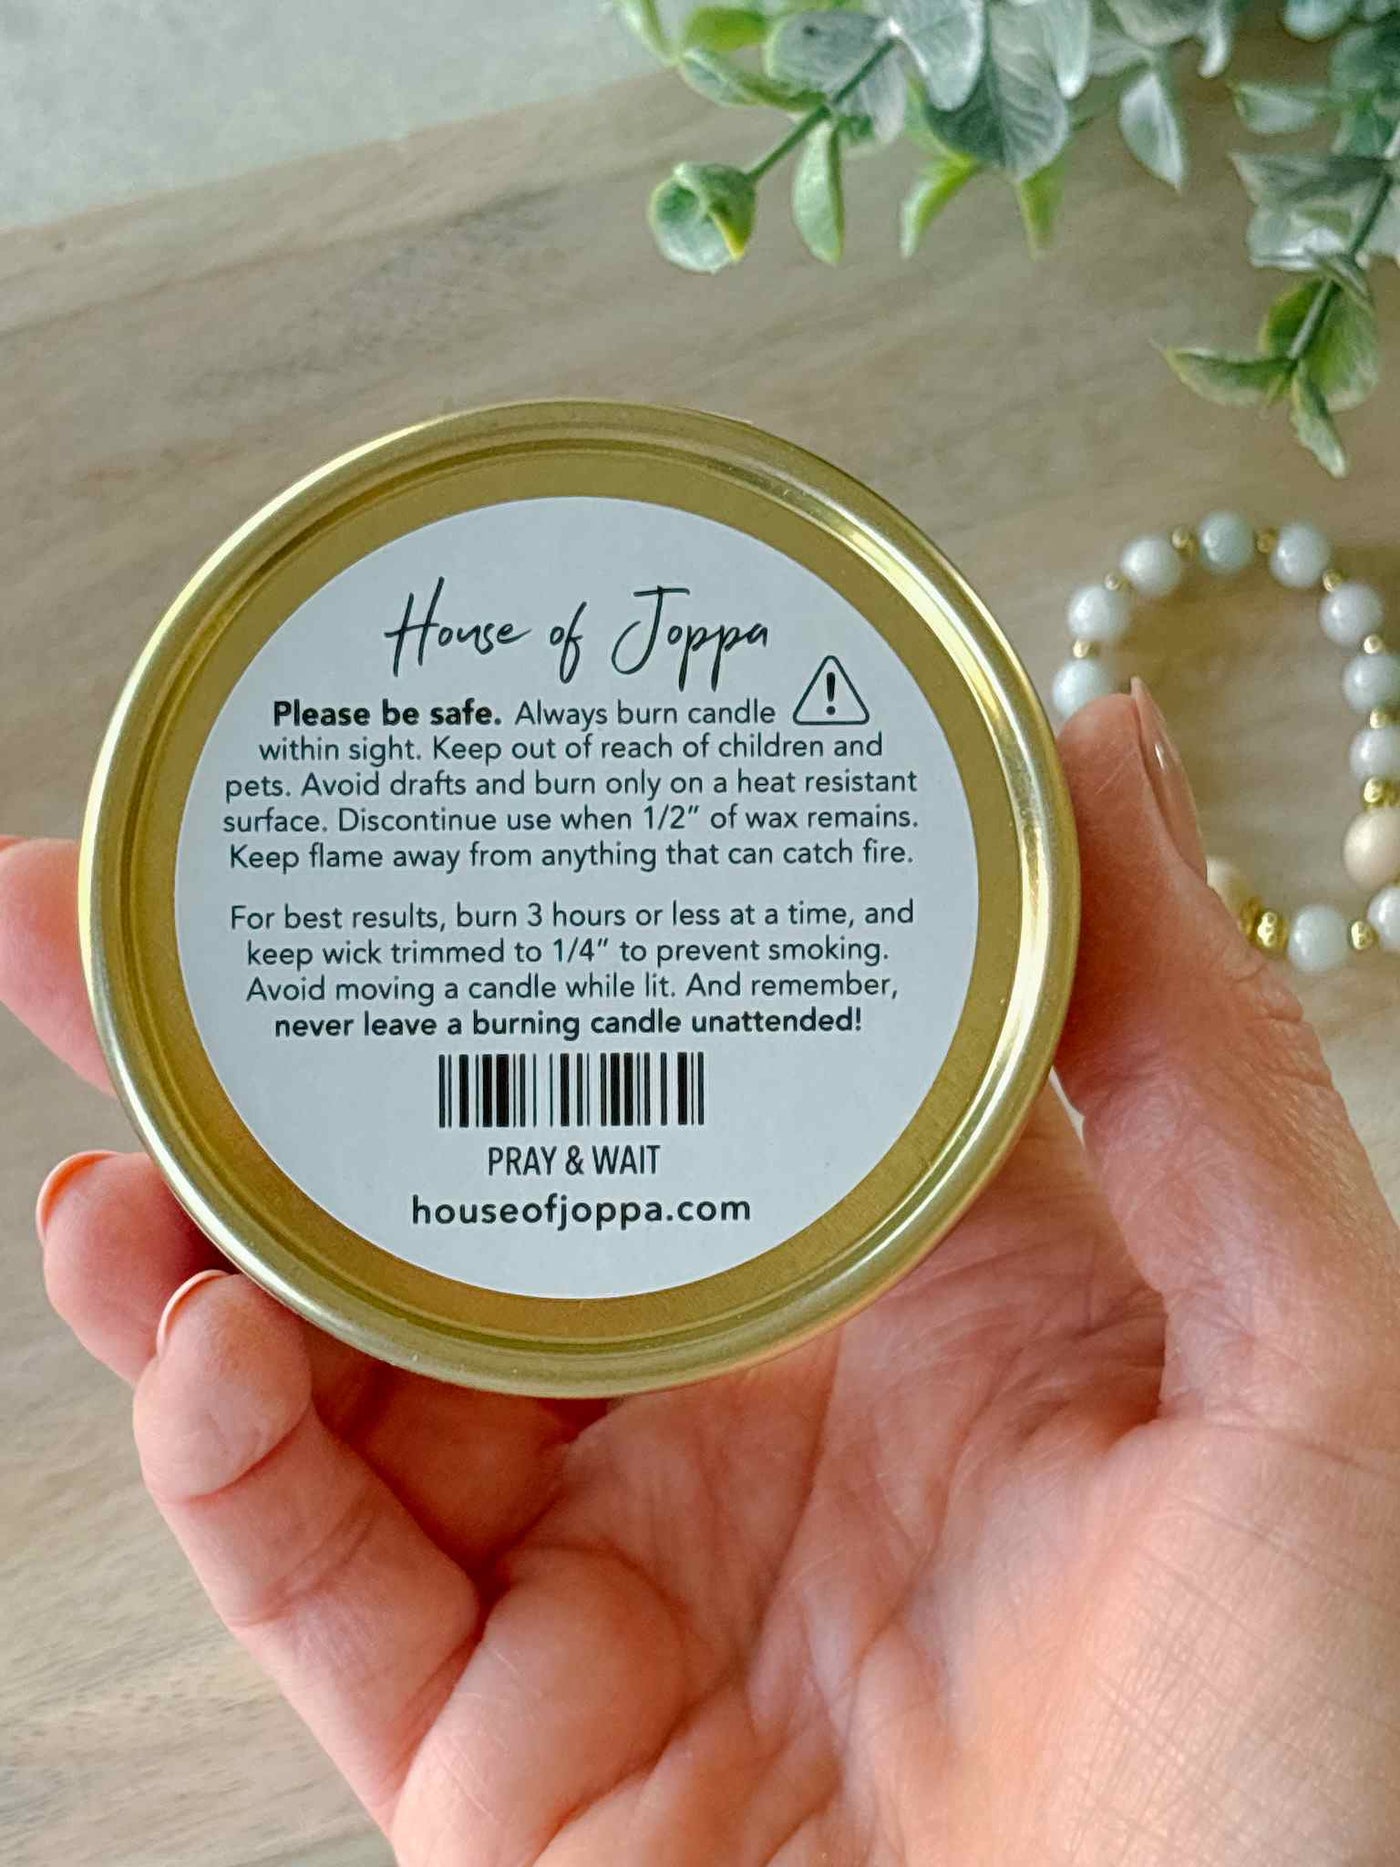 House of Joppa
Please be safe. Always burn candle
within sight. Keep out of reach of children and
pets. Avoid drafts and burn only on a heat resistant
surface. Discontinue use when 1/2" of wax remains.
Keep flame away from anything that can catch fire.
For best results, burn 3 hours or less at a time, and
keep wick trimmed to 1/4" to prevent smoking.
Avoid moving a candle while lit. And remember,
never leave a burning candle unattended!
PRAY & WAIT
houseofjoppa.com